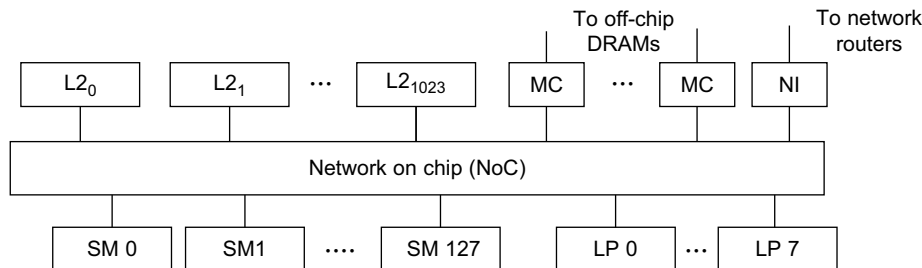 To off-chip
DRAMs
To network
routers
L2₀
L2₁
...
L2₁₀₂₃
MC
...
MC
NI
Network on chip (NoC)
SM 0
SM1
....
SM 127
LP 0
...
LP 7